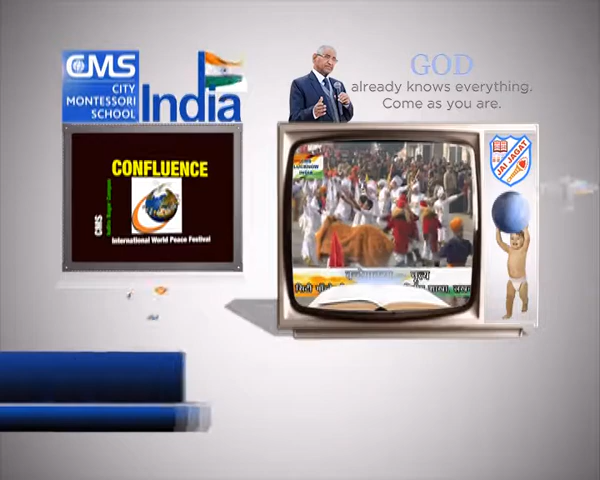 CMS
CITY
MONTESSORI
SCHOOL
India
GOD
already knows everything.
Come as you are.
CONFLUENCE
CMS
International World Peace Festival
JAI JAGAT
LUCKNOW
नृत्य
सिटी
शाखा, लखनऊ